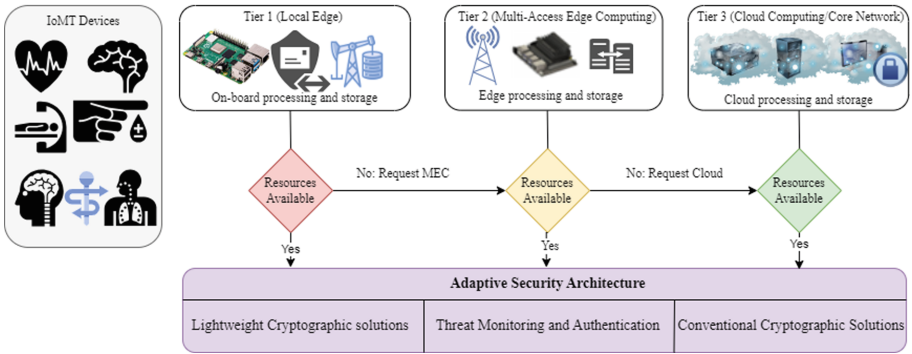 IoMT Devices
Tier 1 (Local Edge)
On-board processing and storage
Tier 2 (Multi-Access Edge Computing)
Edge processing and storage
Tier 3 (Cloud Computing/Core Network)
Cloud processing and storage
Resources
Available
No: Request MEC
Resources
Available
No: Request Cloud
Resources
Available
Yes
Yes
Yes
Adaptive Security Architecture
Lightweight Cryptographic solutions
Threat Monitoring and Authentication
Conventional Cryptographic Solutions